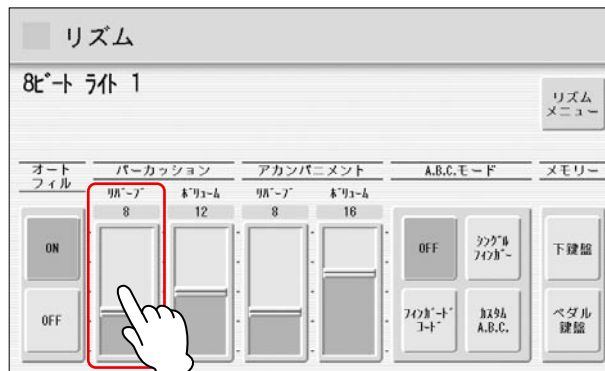 リズム
8ビート ライト 1
リズム
メニュー
オート
フィル
パーカッション
アカンパニメント
A.B.C.モード
メモリー
リバーブ
ボリューム
リバーブ
ボリューム
8
12
8
16
ON
OFF
OFF
シングル
フィンガー
フィンガード
コード
カスタム
A.B.C.
下鍵盤
ペダル
鍵盤